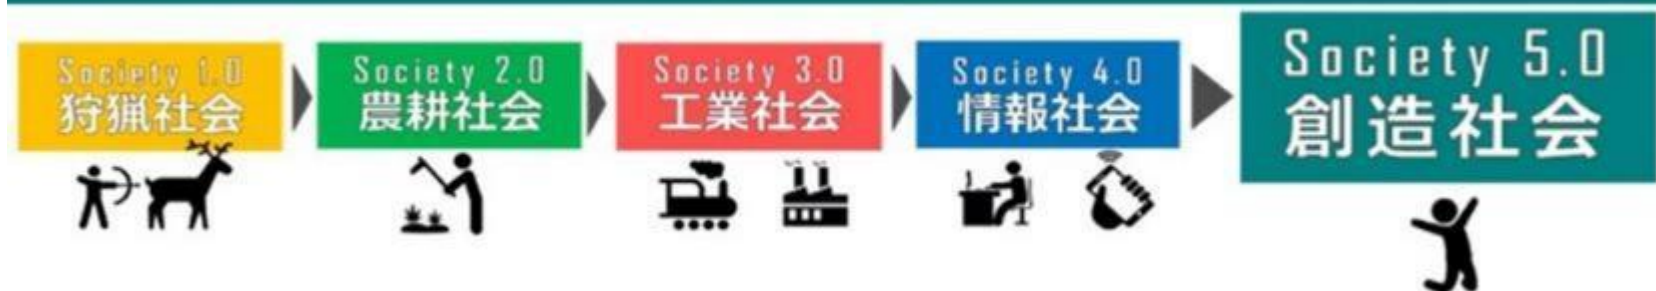 Society 1.0
狩猟社会
Society 2.0
農耕社会
Society 3.0
工業社会
Society 4.0
情報社会
Society 5.0
創造社会